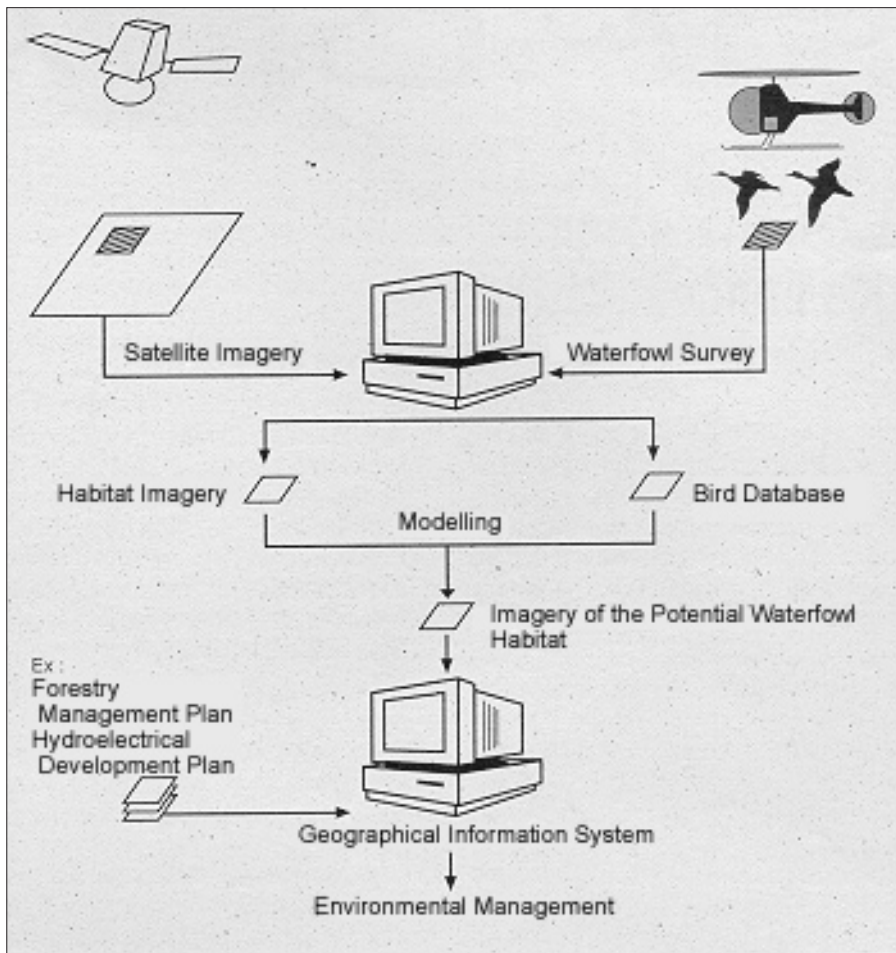 Satellite Imagery
Waterfowl Survey
Habitat Imagery
Bird Database
Modelling
Imagery of the Potential Waterfowl
Habitat
Ex :
Forestry
Management Plan
Hydroelectrical
Development Plan
Geographical Information System
Environmental Management